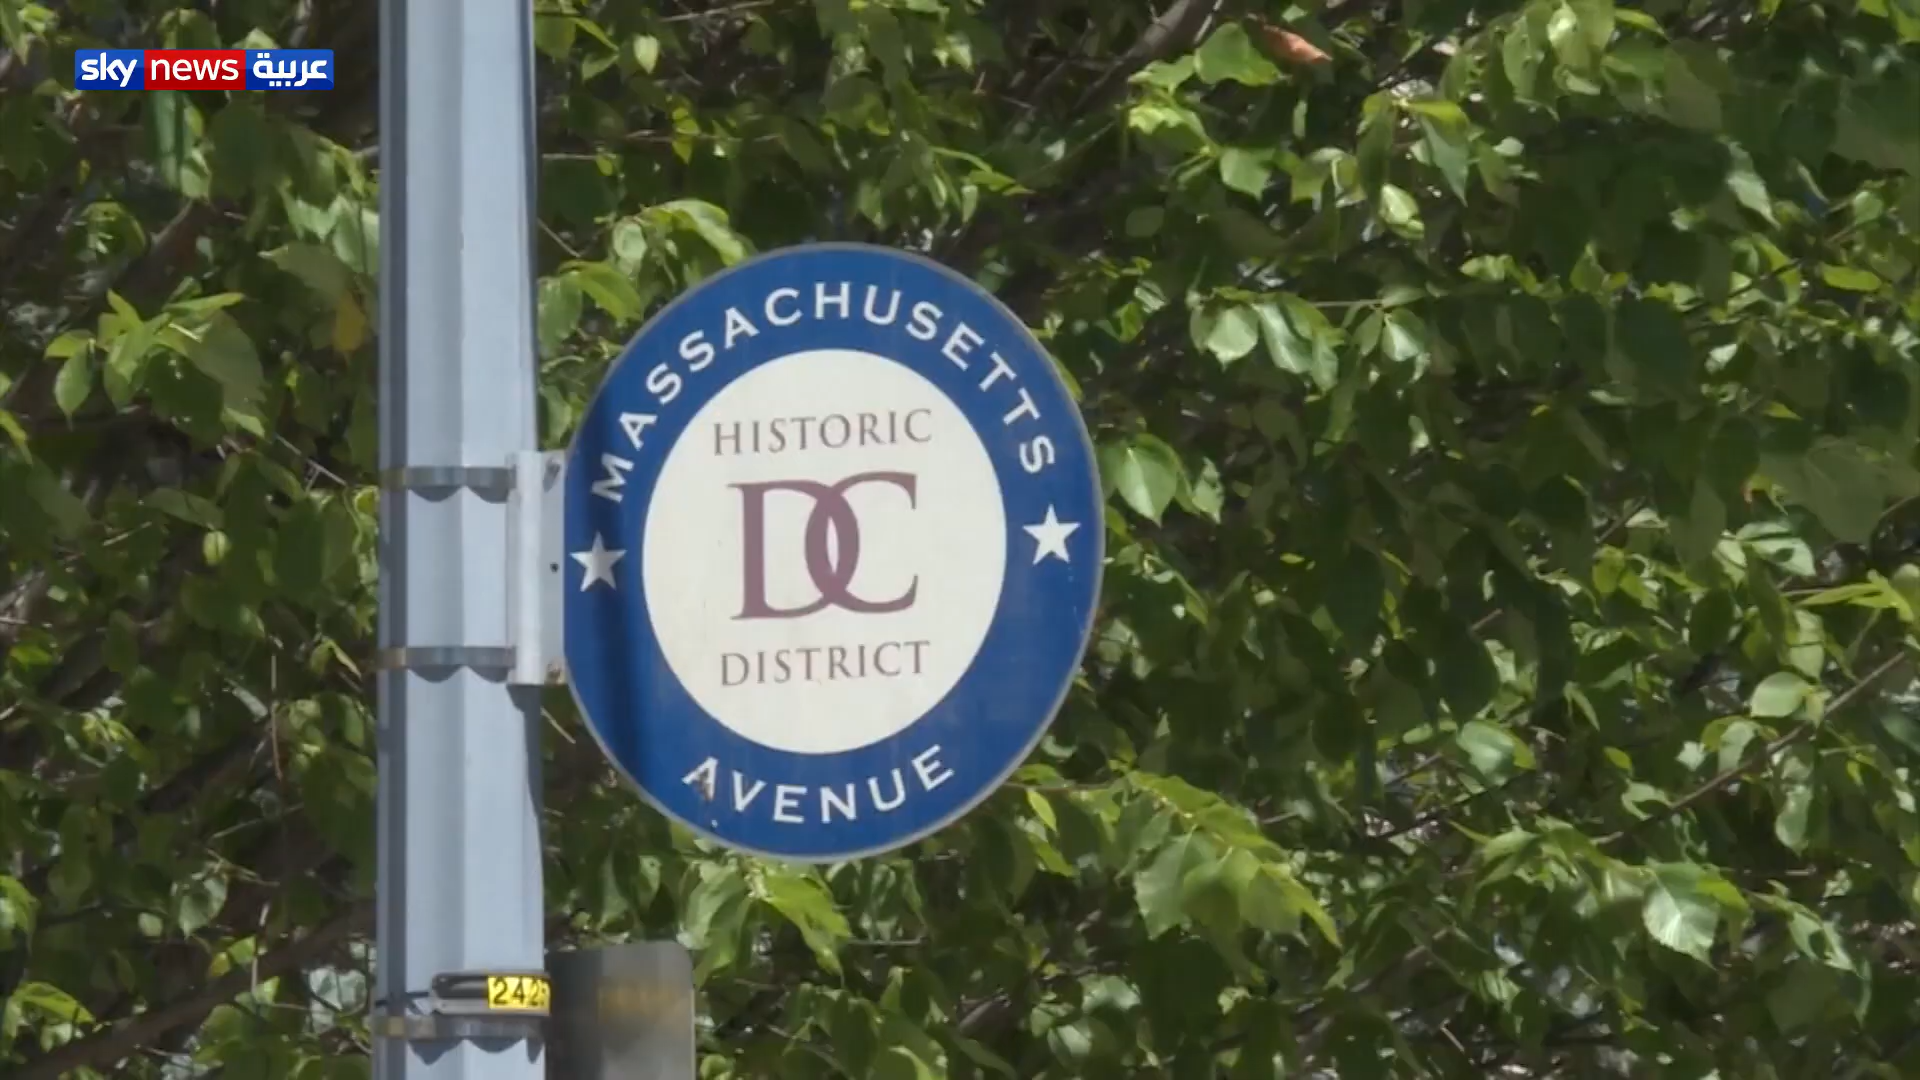 sky news عربية
MASSACHUSETTS
HISTORIC
DC
DISTRICT
AVENUE